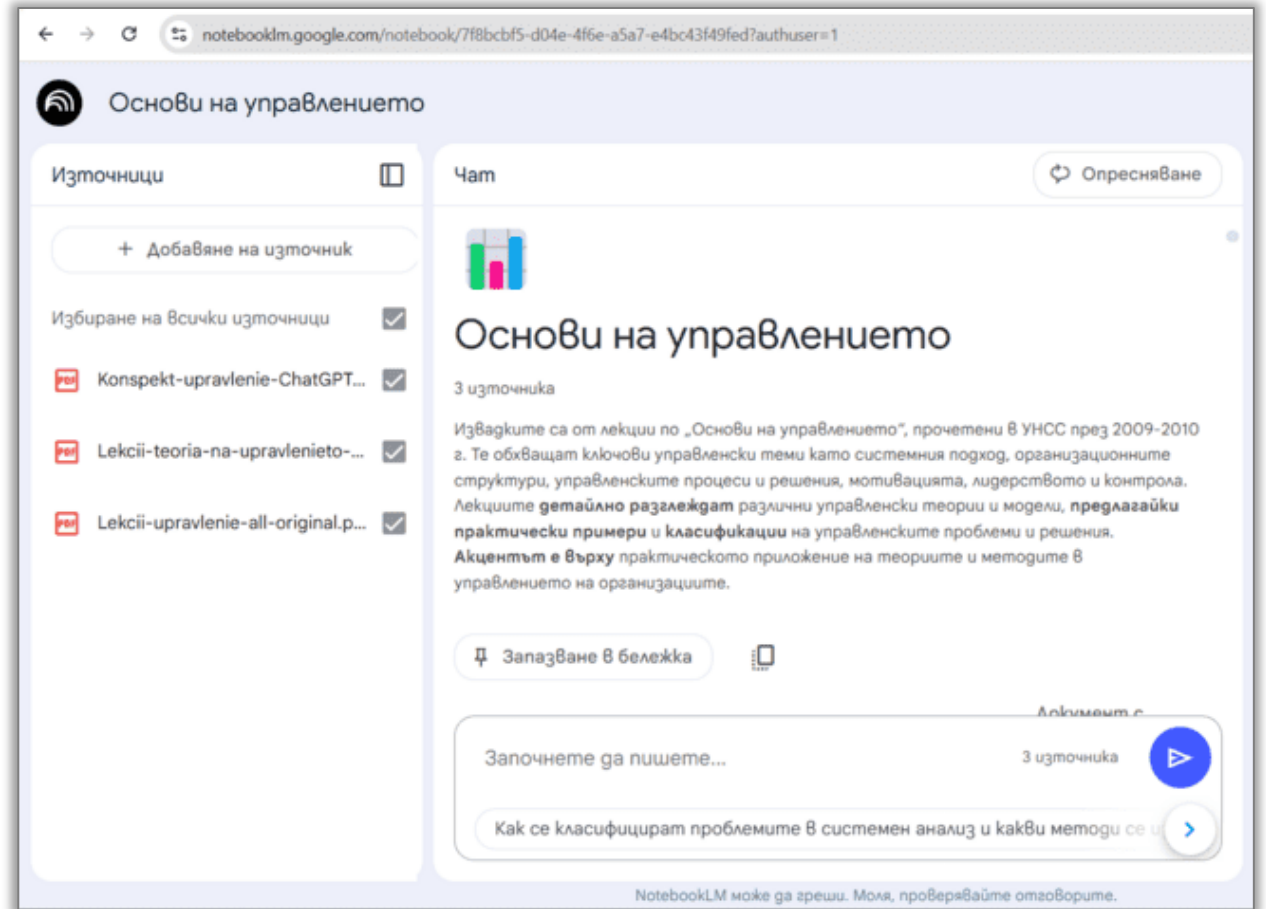 notebooklm.google.com/notebook/7f8bcbf5-d04e-4f6e-a5a7-e4bc43f49fed?authuser=1
Основи на управлението
Източници
Чат
Опресняване
+ Добавяне на източник
Избиране на всички източници
PDF Konspekt-upravlenie-ChatGPT...
PDF Lekcii-teoria-na-upravlenieto-...
PDF Lekcii-upravlenie-all-original.p...
Основи на управлението
3 източника
Извадките са от лекции по „Основи на управлението“, прочетени в УНСС през 2009-2010
г. Те обхващат ключови управленски теми като системния подход, организационните
структури, управленските процеси и решения, мотивацията, лидерството и контрола.
Лекциите детайлно разглеждат различни управленски теории и модели, предлагайки
практически примери и класификации на управленските проблеми и решения.
Акцентът е върху практическото приложение на теориите и методите в
управлението на организациите.
Запазване в бележка
Документ с
Започнете да пишете...
3 източника
Как се класифицират проблемите в системен анализ и какви методи се
NotebookLM може да греши. Моля, проверявайте отговорите.